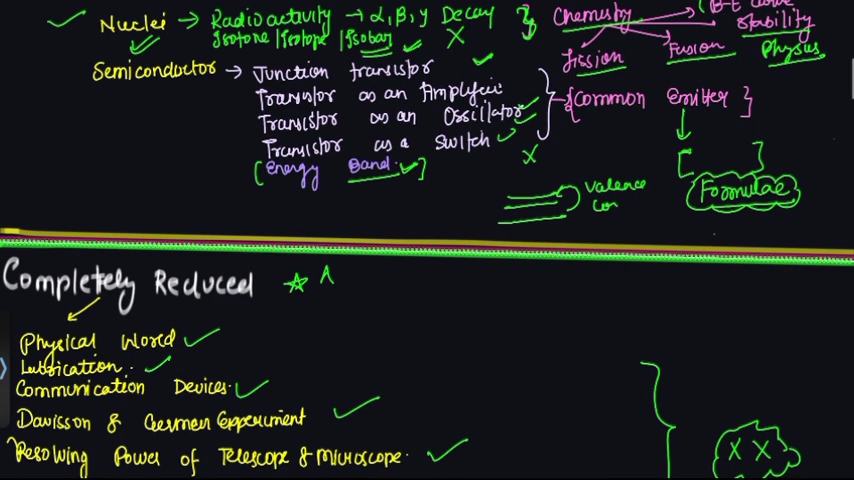 Nuclei → Radioactivity → α, β, γ Decay
Isotone / Isotope / Isobar X
Semiconductor → Junction transistor
Transistor as an Amplifier
Transistor as an Oscillator
Transistor as a Switch
[Energy Band]
Chemistry
Stability
Physics
Fission
Fusion
{Common Emitter}
X
[ ]
Formulae
Valence
Con
Completely Reduced ☆ A
Physical World
Lubrication.
Communication Devices.
Davisson & Germer Experiment
Resolving Power of Telescope & Microscope.
X X